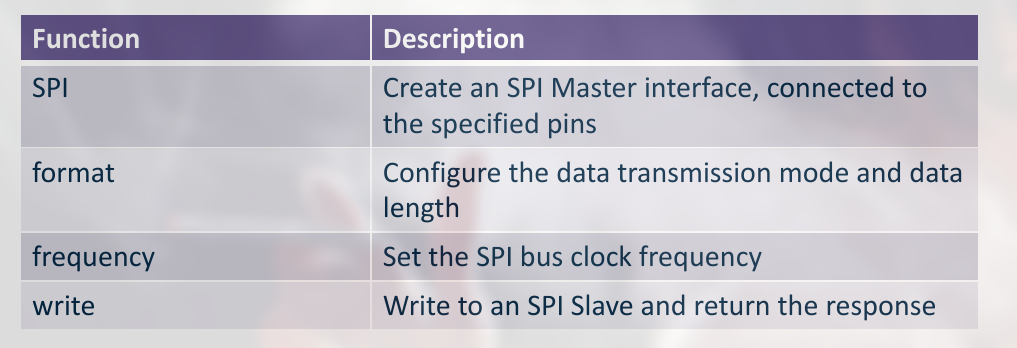 Function Description
SPI Create an SPI Master interface, connected to
the specified pins
format Configure the data transmission mode and data
length
frequency Set the SPI bus clock frequency
write Write to an SPI Slave and return the response